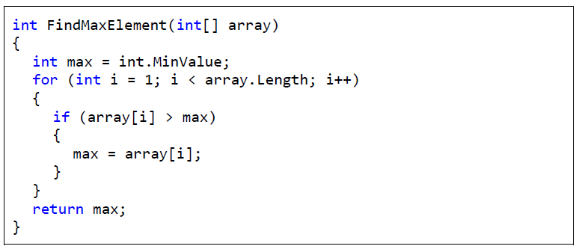 int FindMaxElement(int[] array)
{
int max = int.MinValue;
for (int i = 1; i < array.Length; i++)
{
if (array[i] > max)
{
max = array[i];
}
}
return max;
}